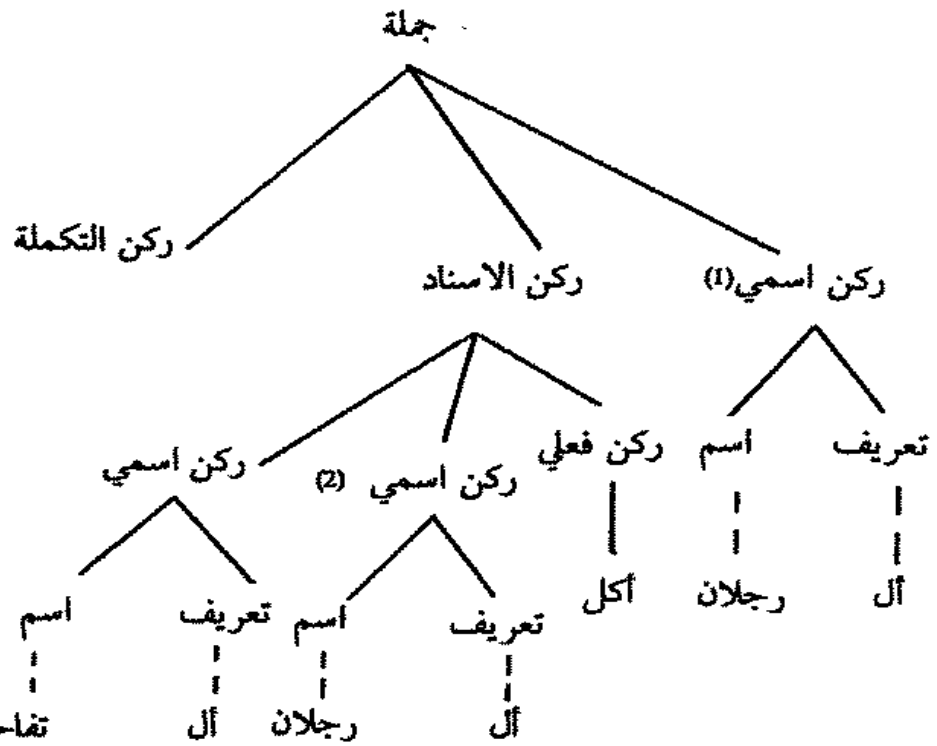 جملة
ركن اسمي(1) ركن الاسناد ركن التكملة
تعريف اسم ركن فعلي ركن اسمي (2) ركن اسمي
أل رجلان أكل تعريف اسم تعريف اسم
أل رجلان أل